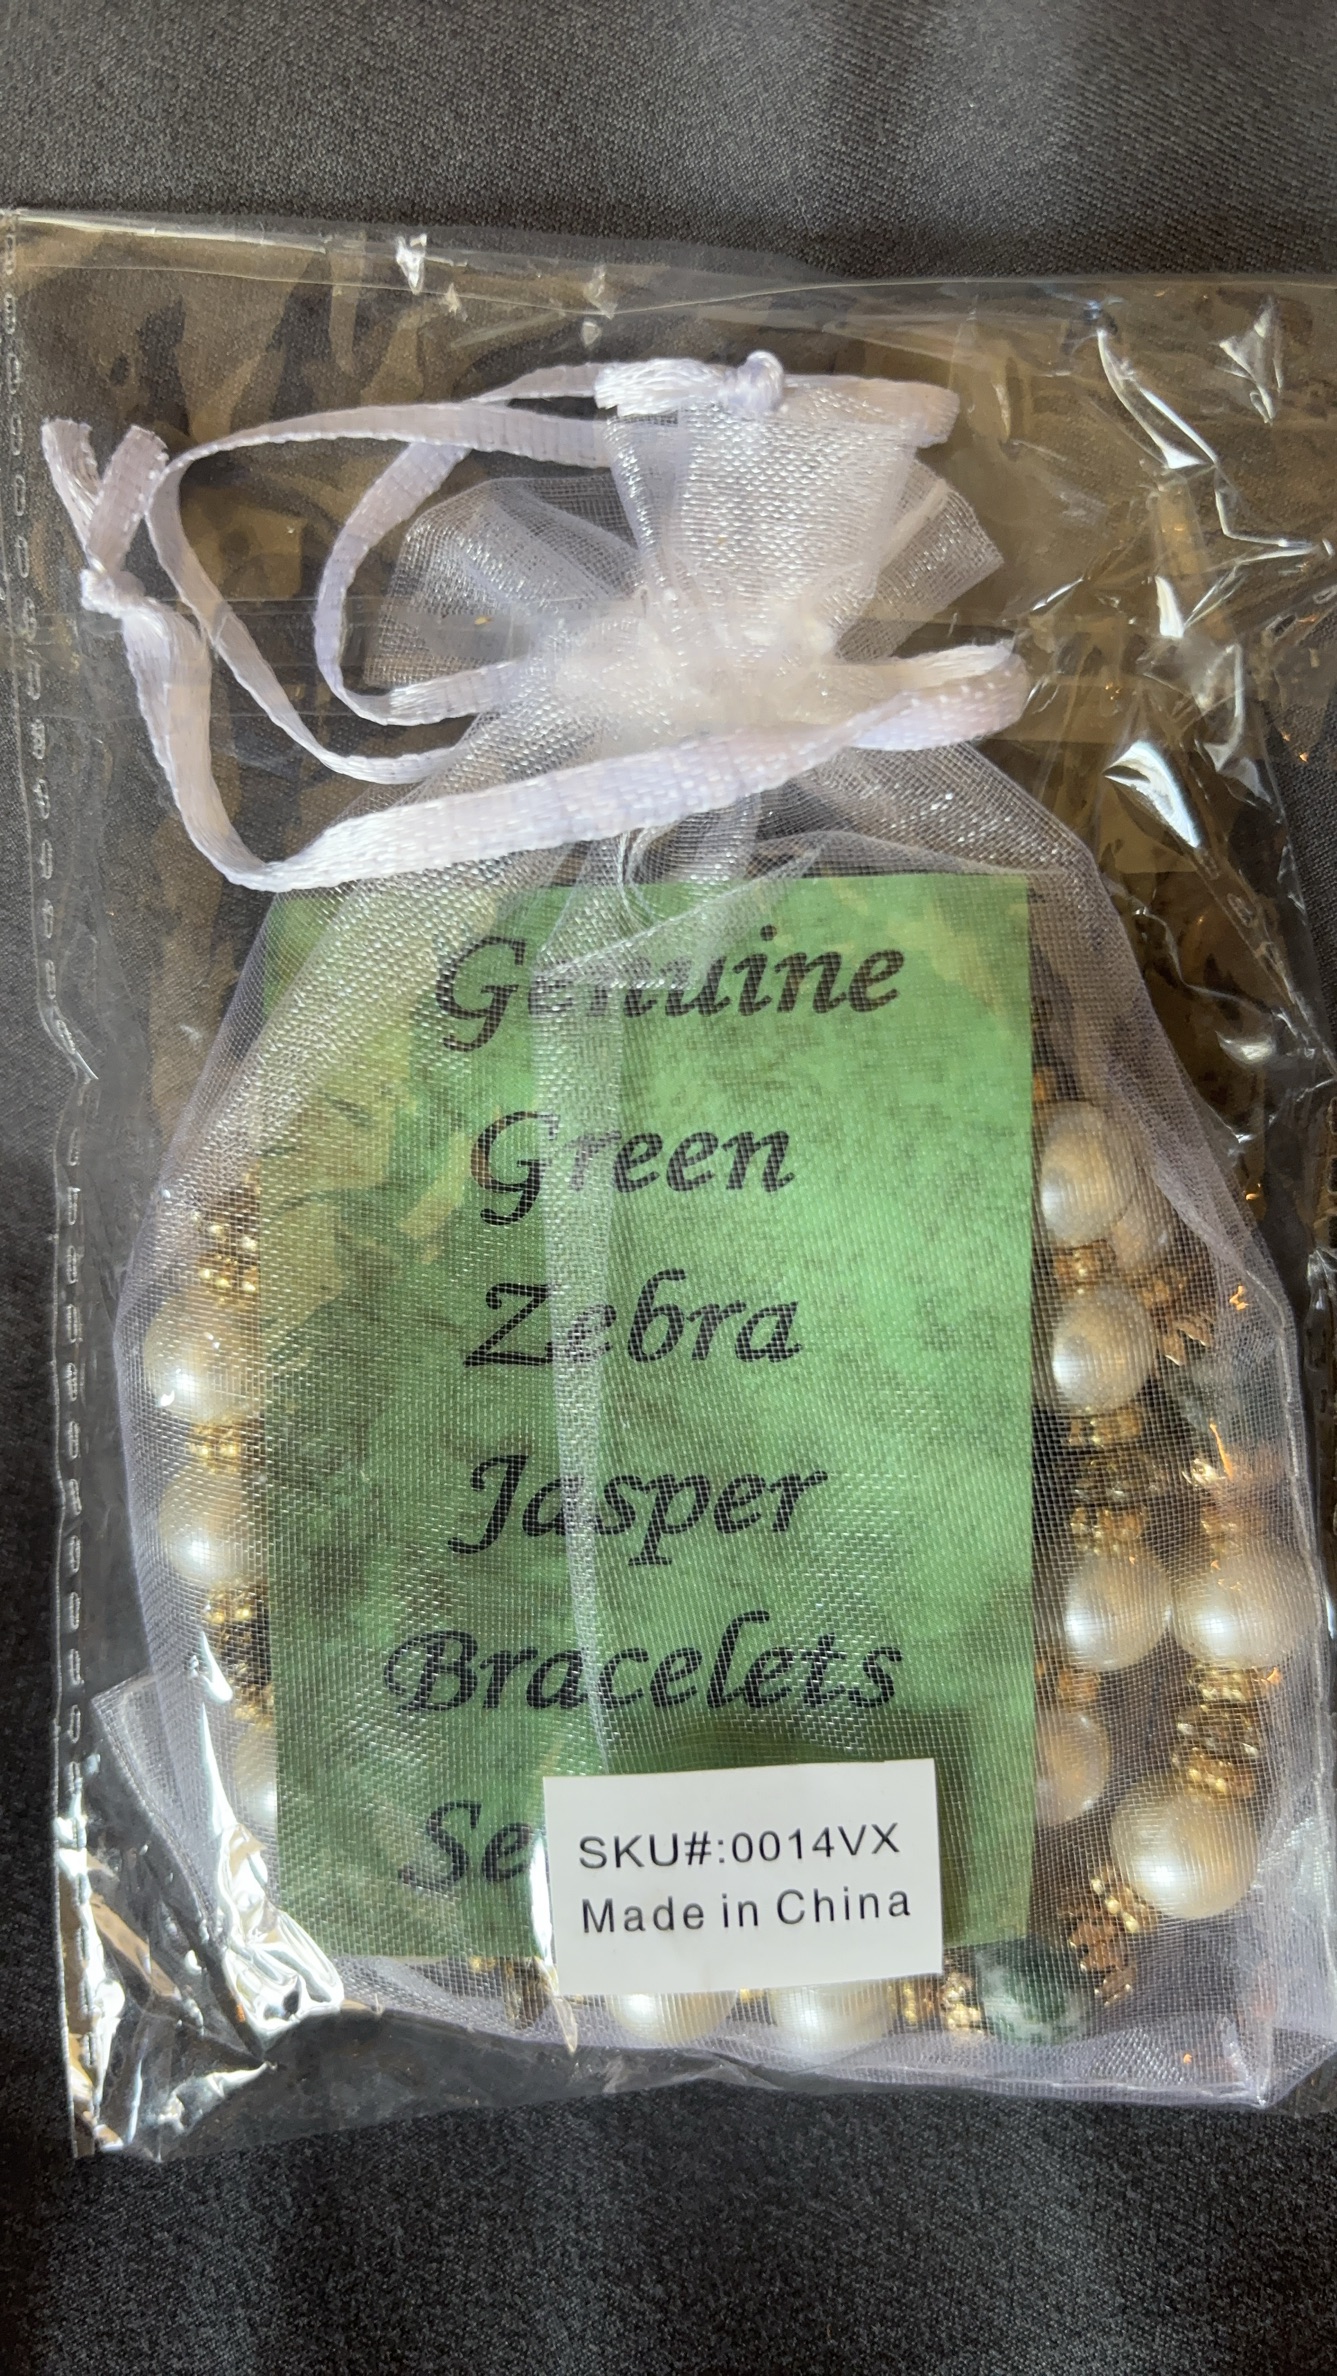 Genuine
Green
Zebra
Jasper
Bracelets
SKU#:0014VX
Made in China